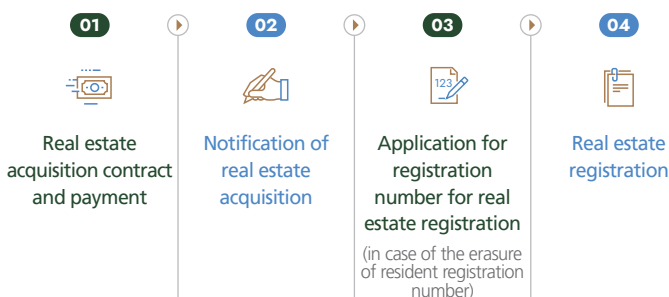 01
Real estate
acquisition contract
and payment
02
Notification of
real estate
acquisition
03
123
Application for
registration
number for real
estate registration
(in case of the erasure
of resident registration
number)
04
Real estate
registration